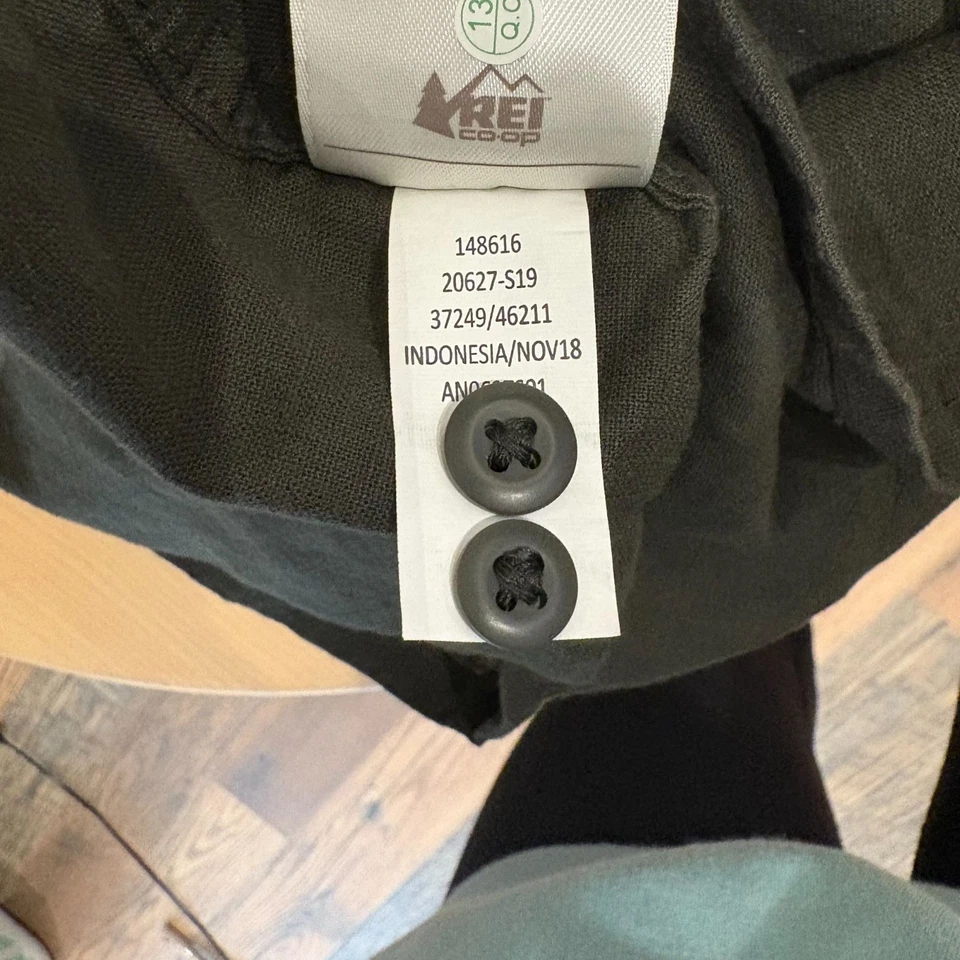 13
Q.C
REI
co·op
148616
20627-S19
37249/46211
INDONESIA/NOV18